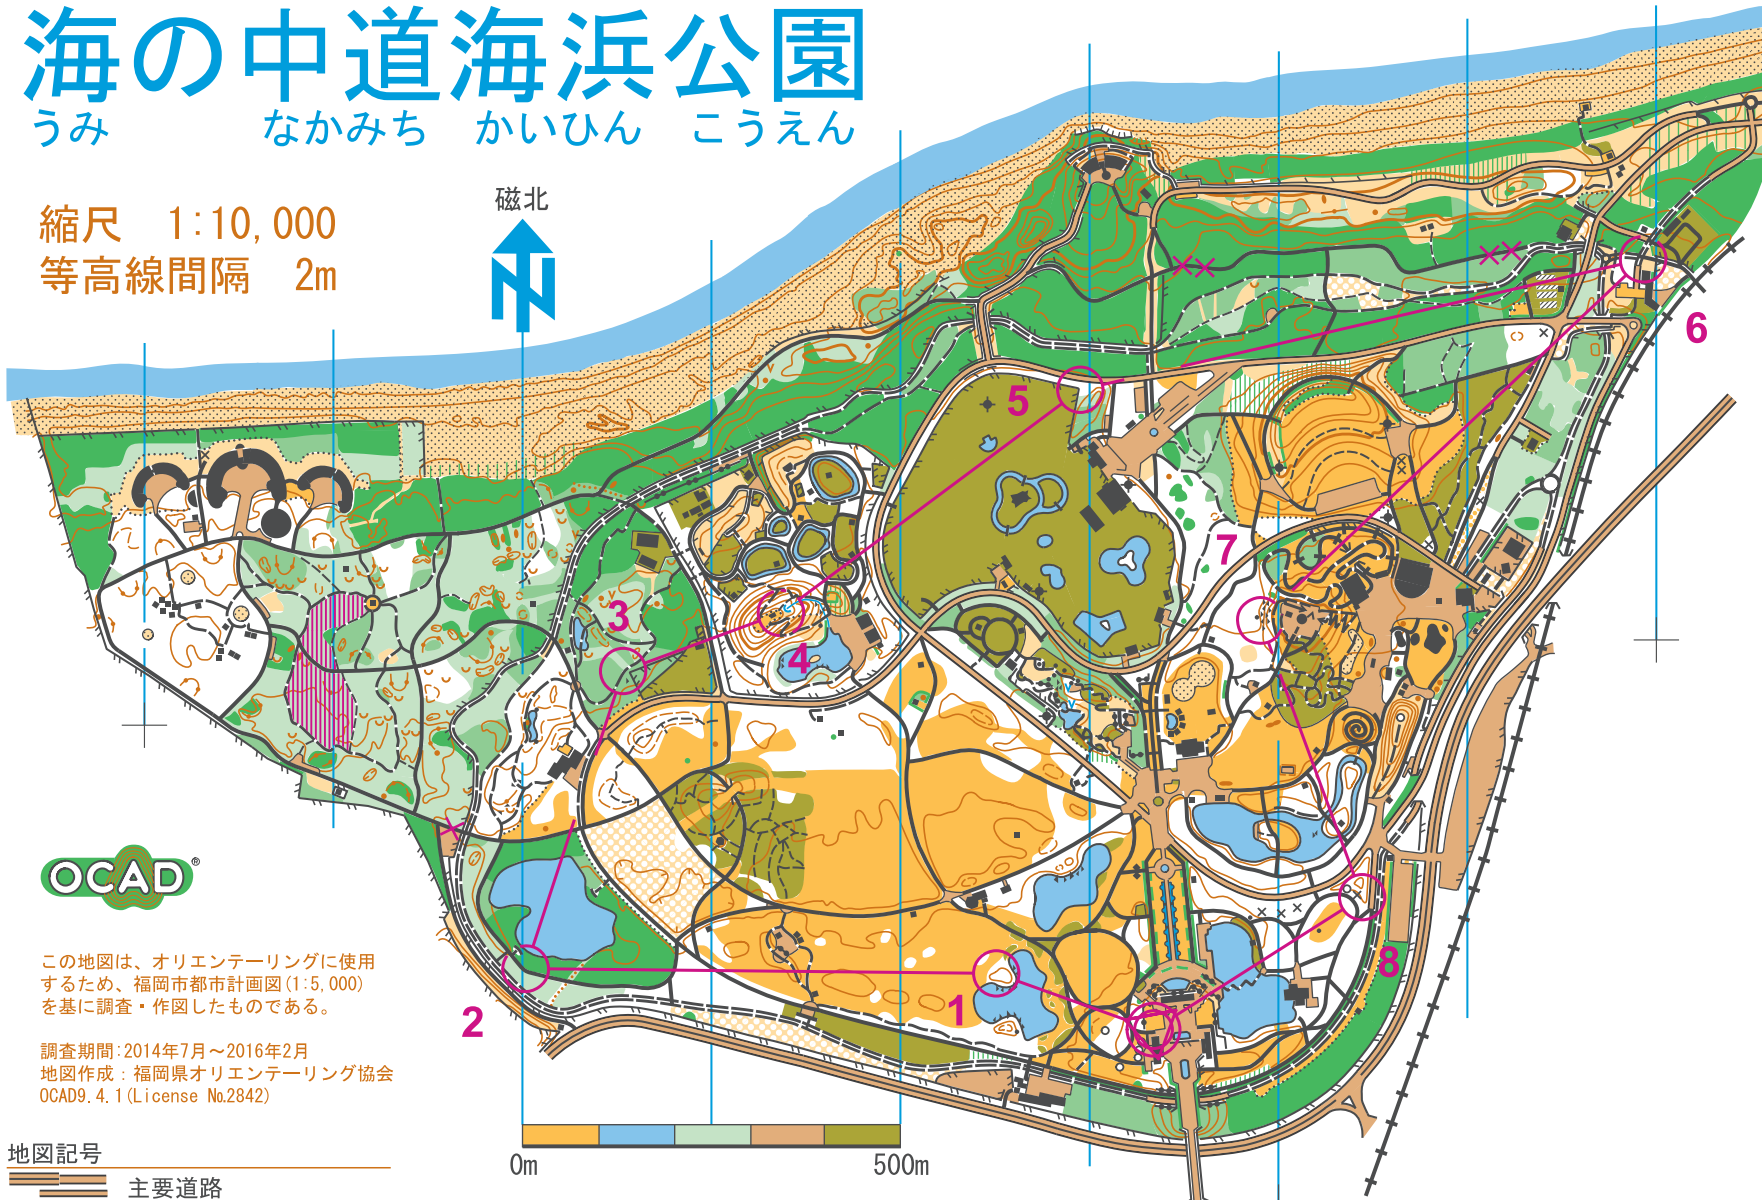 海の中道海浜公園
うみ なかみち かいひん こうえん
縮尺 1:10,000
等高線間隔 2m
磁北
5
6
7
3
4
1
2
8
OCAD®
この地図は、オリエンテーリングに使用
するため、福岡市都市計画図(1:5,000)
を基に調査・作図したものである。
調査期間:2014年7月～2016年2月
地図作成：福岡県オリエンテーリング協会
OCAD9.4.1(License No.2842)
0m 500m
地図記号
主要道路